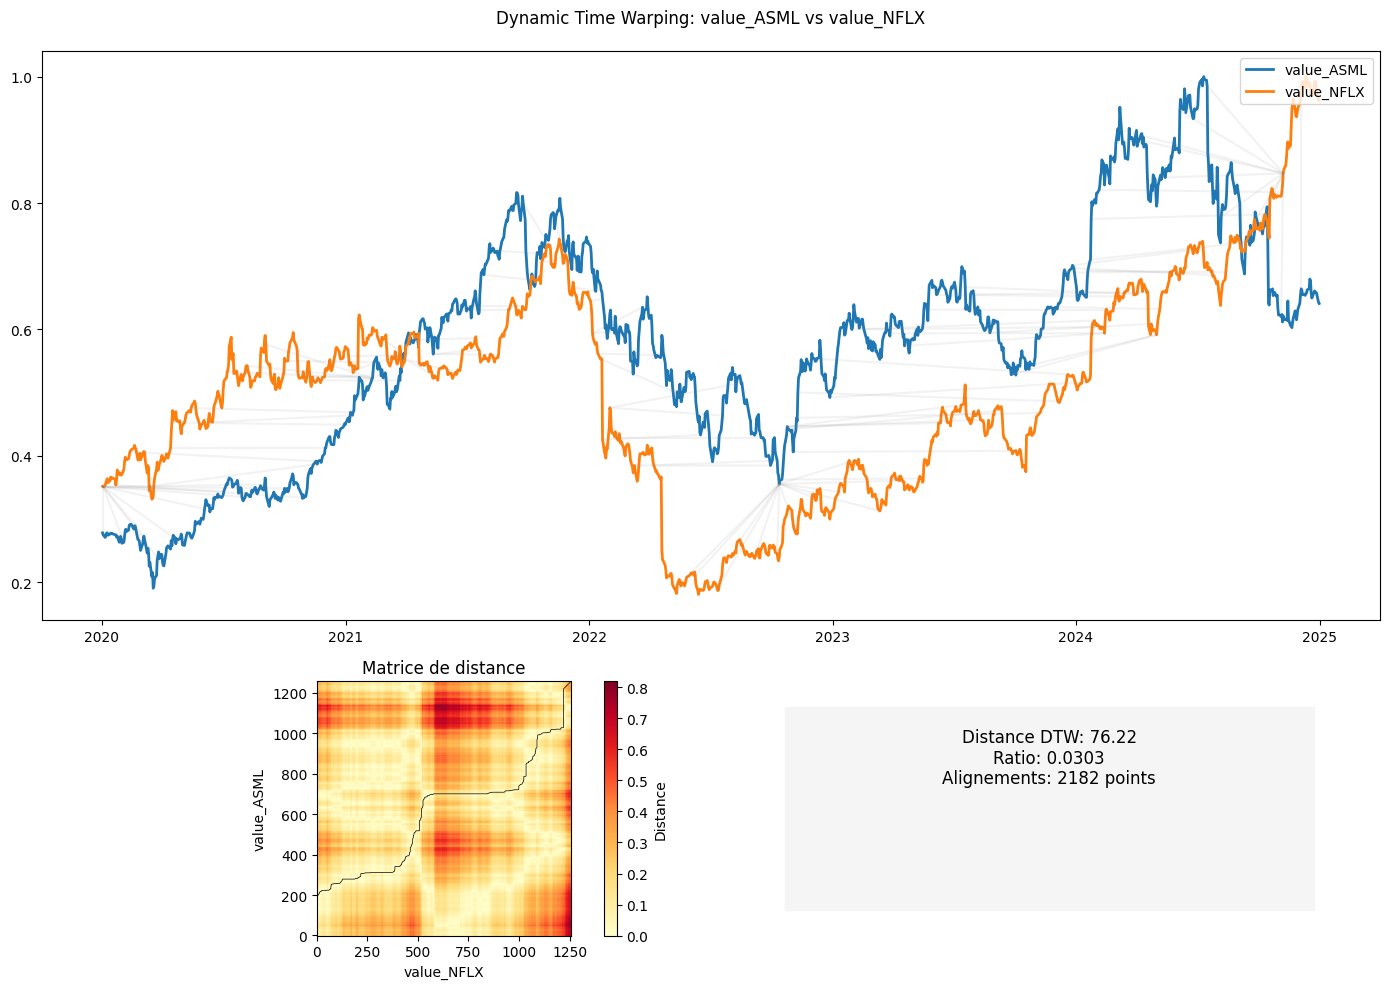 Dynamic Time Warping: value_ASML vs value_NFLX
value_ASML
value_NFLX
1.0
0.8
0.6
0.4
0.2
2020 2021 2022 2023 2024 2025
Matrice de distance
value_ASML
1200
1000
800
600
400
200
0
0 250 500 750 1000 1250
value_NFLX
0.8
0.7
0.6
0.5
0.4
0.3
0.2
0.1
0.0
Distance
Distance DTW: 76.22
Ratio: 0.0303
Alignements: 2182 points